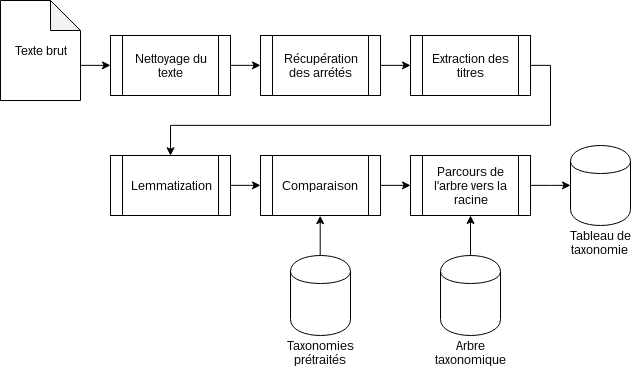 Texte brut
Nettoyage du
texte
Récupération
des arrétés
Extraction des
titres
Lemmatization
Comparaison
Parcours de
l'arbre vers la
racine
Tableau de
taxonomie
Taxonomies
prétraités
Arbre
taxonomique